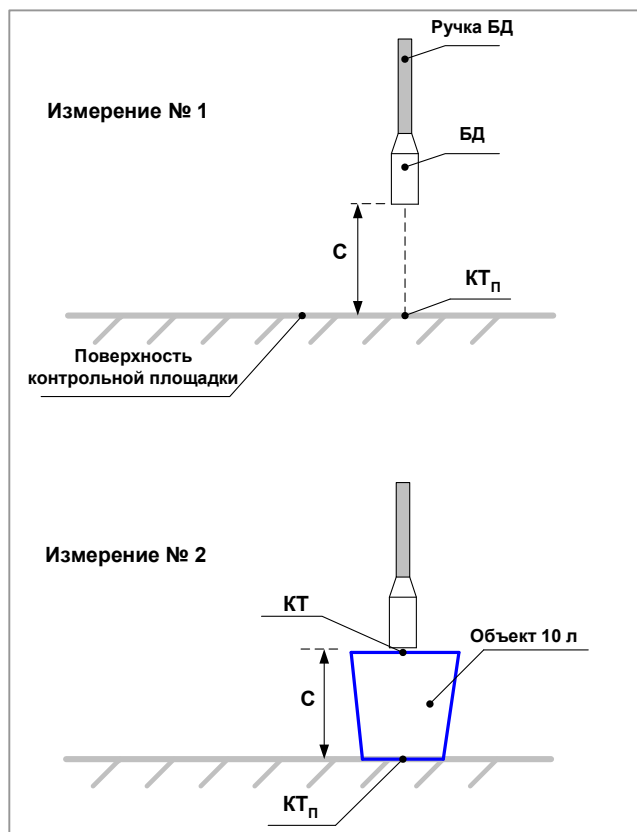 Ручка БД
Измерение № 1
БД
С
КТП
Поверхность
контрольной площадки
Измерение № 2
КТ
Объект 10 л
С
КТП